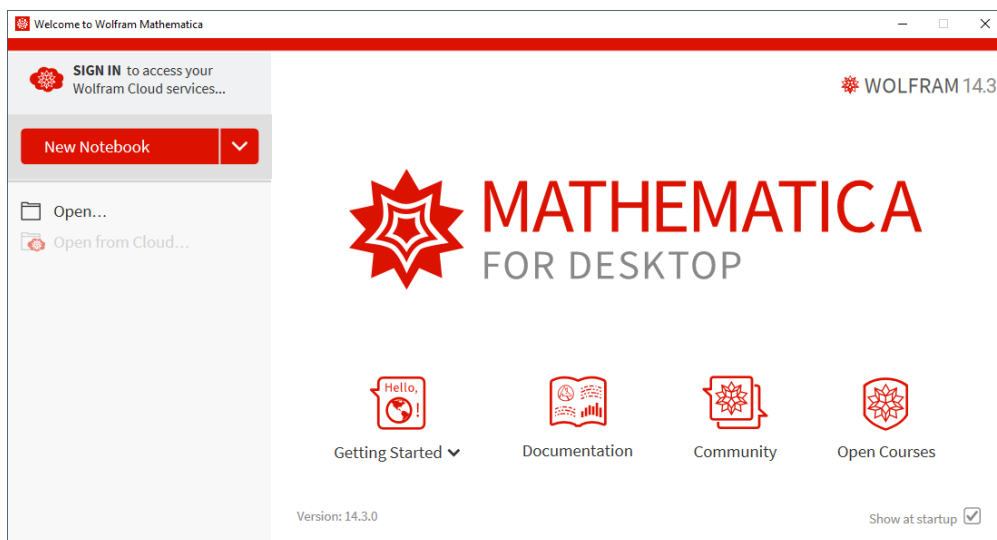 Welcome to Wolfram Mathematica
SIGN IN to access your
Wolfram Cloud services...
New Notebook
Open...
Open from Cloud...
WOLFRAM 14.3
MATHEMATICA
FOR DESKTOP
Hello,
!
Getting Started
Documentation
Community
Open Courses
Version: 14.3.0
Show at startup